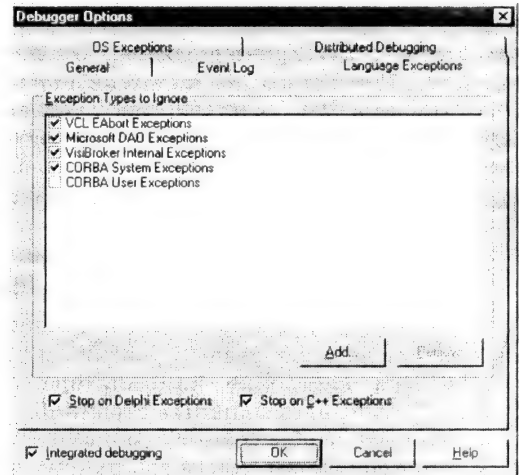 Debugger Options
OS Exceptions Distributed Debugging
General Event Log Language Exceptions
Exception Types to Ignore
VCL EAbort Exceptions
Microsoft DAO Exceptions
VisiBroker Internal Exceptions
CORBA System Exceptions
CORBA User Exceptions
Add...
Stop on Delphi Exceptions Stop on C++ Exceptions
Integrated debugging OK Cancel Help